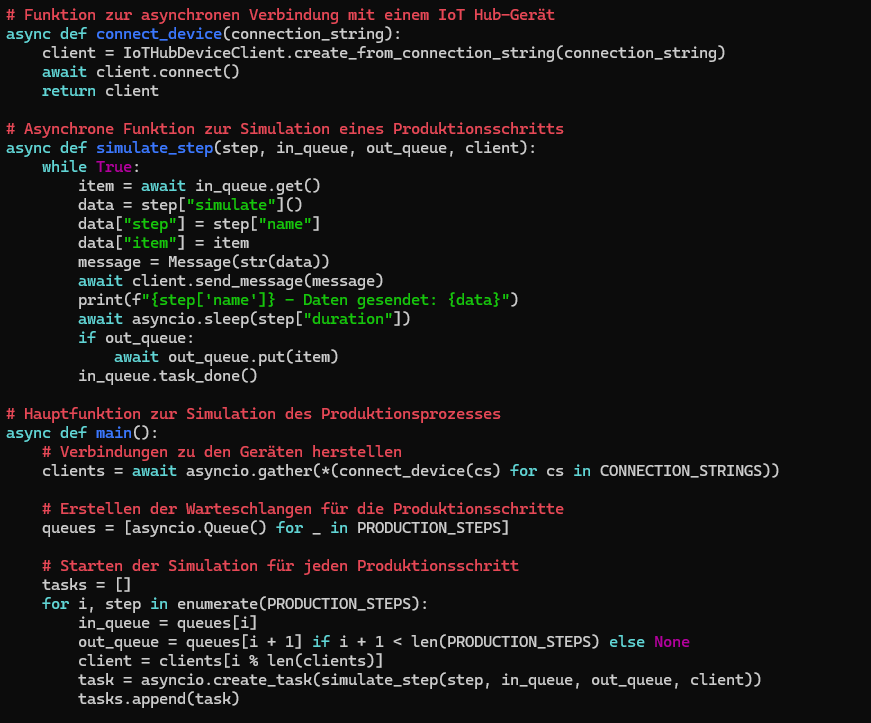 # Funktion zur asynchronen Verbindung mit einem IoT Hub-Gerät
async def connect_device(connection_string):
    client = IoTHubDeviceClient.create_from_connection_string(connection_string)
    await client.connect()
    return client

# Asynchrone Funktion zur Simulation eines Produktionsschritts
async def simulate_step(step, in_queue, out_queue, client):
    while True:
        item = await in_queue.get()
        data = step["simulate"]()
        data["step"] = step["name"]
        data["item"] = item
        message = Message(str(data))
        await client.send_message(message)
        print(f"{step['name']} - Daten gesendet: {data}")
        await asyncio.sleep(step["duration"])
        if out_queue:
            await out_queue.put(item)
        in_queue.task_done()

# Hauptfunktion zur Simulation des Produktionsprozesses
async def main():
    # Verbindungen zu den Geräten herstellen
    clients = await asyncio.gather(*(connect_device(cs) for cs in CONNECTION_STRINGS))

    # Erstellen der Warteschlangen für die Produktionsschritte
    queues = [asyncio.Queue() for _ in PRODUCTION_STEPS]

    # Starten der Simulation für jeden Produktionsschritt
    tasks = []
    for i, step in enumerate(PRODUCTION_STEPS):
        in_queue = queues[i]
        out_queue = queues[i + 1] if i + 1 < len(PRODUCTION_STEPS) else None
        client = clients[i % len(clients)]
        task = asyncio.create_task(simulate_step(step, in_queue, out_queue, client))
        tasks.append(task)